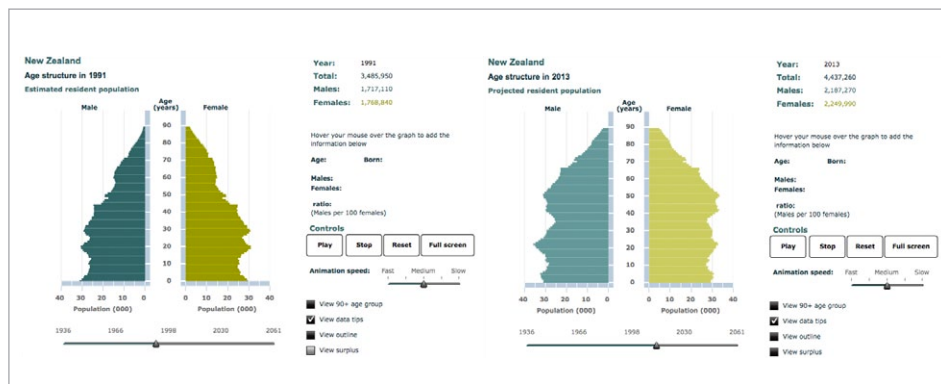 New Zealand
Age structure in 1991
Estimated resident population
Male
Age (years)
Female
90
80
70
60
50
40
30
20
10
0
40 30 20 10 0
0 10 20 30 40
Population (000)
Population (000)
1936 1966 1998 2030 2061
Year: 1991
Total: 3,485,950
Males: 1,717,110
Females: 1,768,840
Hover your mouse over the graph to add the
information below
Age: Born:
Males:
Females:
ratio:
(Males per 100 females)
Controls
Play Stop Reset Full screen
Animation speed: Fast Medium Slow
View 90+ age group
View data tips
View outline
View surplus
New Zealand
Age structure in 2013
Projected resident population
Male
Age (years)
Female
90
80
70
60
50
40
30
20
10
0
40 30 20 10 0
0 10 20 30 40
Population (000)
Population (000)
1936 1966 1998 2030 2061
Year: 2013
Total: 4,437,260
Males: 2,187,270
Females: 2,249,990
Hover your mouse over the graph to add the
information below
Age: Born:
Males:
Females:
ratio:
(Males per 100 females)
Controls
Play Stop Reset Full screen
Animation speed: Fast Medium Slow
View 90+ age group
View data tips
View outline
View surplus